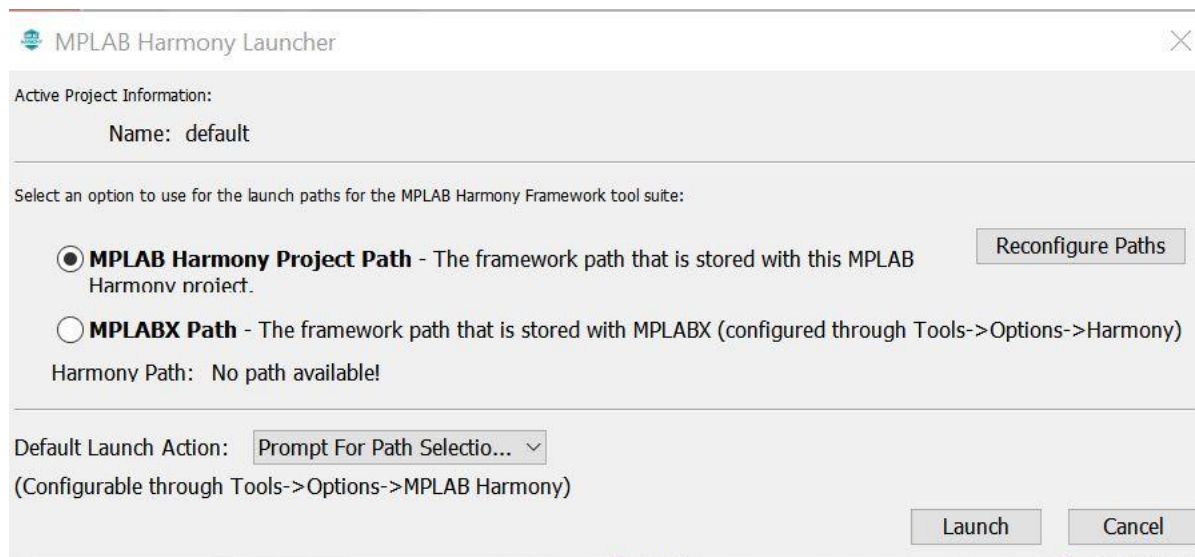 MPLAB Harmony Launcher
Active Project Information:
Name: default
Select an option to use for the launch paths for the MPLAB Harmony Framework tool suite:
Reconfigure Paths
MPLAB Harmony Project Path - The framework path that is stored with this MPLAB
Harmony project.
MPLABX Path - The framework path that is stored with MPLABX (configured through Tools->Options->Harmony)
Harmony Path: No path available!
Default Launch Action: Prompt For Path Selectio...
(Configurable through Tools->Options->MPLAB Harmony)
Launch Cancel